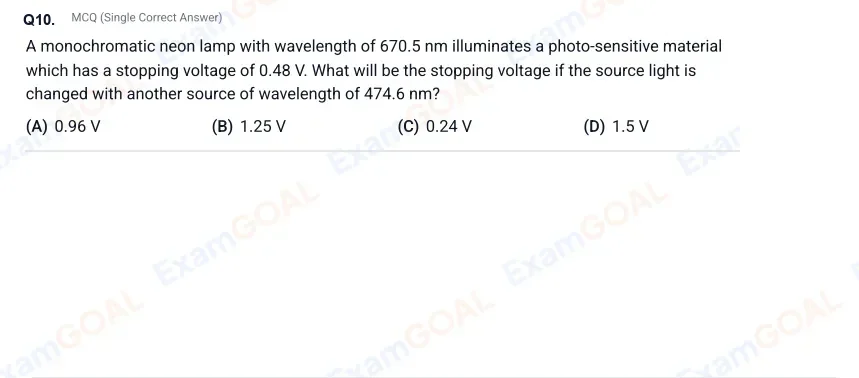 Q10. MCQ (Single Correct Answer)
A monochromatic neon lamp with wavelength of 670.5 nm illuminates a photo-sensitive material
which has a stopping voltage of 0.48 V. What will be the stopping voltage if the source light is
changed with another source of wavelength of 474.6 nm?
(A) 0.96 V (B) 1.25 V (C) 0.24 V (D) 1.5 V
ExamGOAL ExamGOAL
ExamGOAL ExamGOAL ExamGOAL